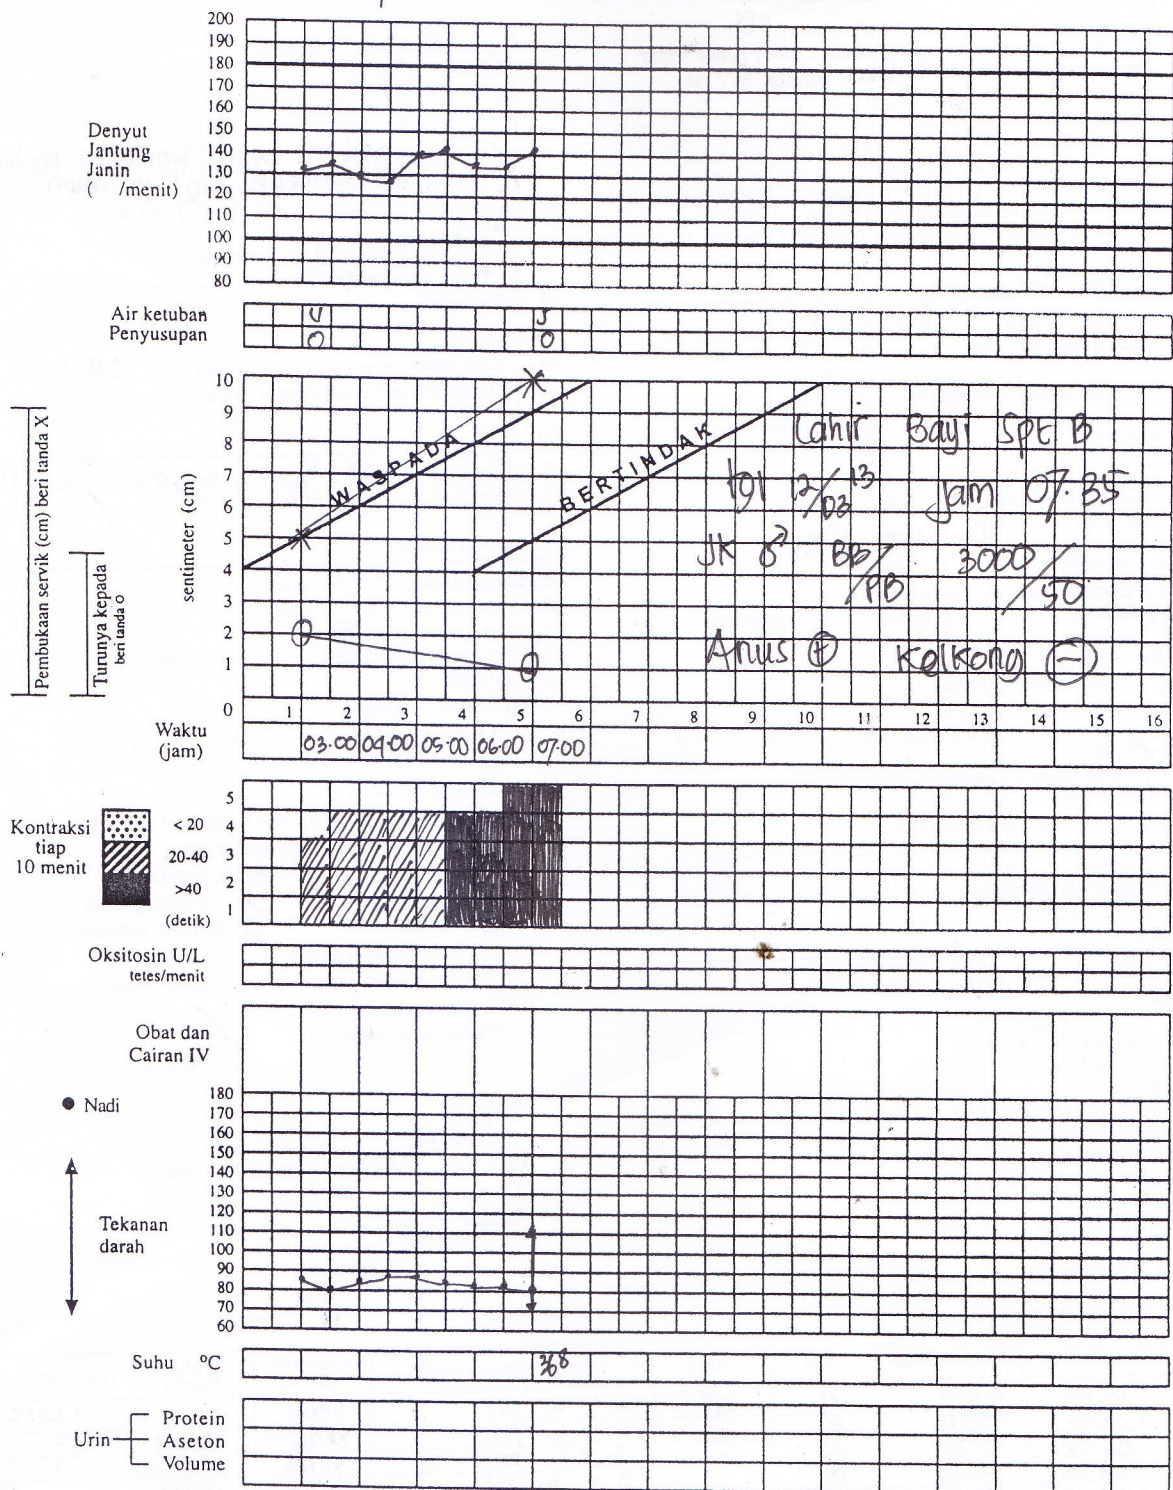 200
190
180
170
160
150
140
130
120
110
100
90
80
Denyut
Jantung
Janin
( /menit)
Air ketuban U J
Penyusupan O O
Pembukaan servik (cm) beri tanda X
Turunya kepada
beri tanda O
sentimeter (cm)
10
9
8
7
6
5
4
3
2
1
0
WASPADA
BERTINDAK
Lahir Bayi Spt B
tgl 12/03 13 Jam 07.35
JK ♂ BB/PB 3000/50
Anus + Kelkong −
1 2 3 4 5 6 7 8 9 10 11 12 13 14 15 16
Waktu
(jam)
03.00 04.00 05.00 06.00 07.00
Kontraksi
tiap
10 menit
< 20
20-40
>40
(detik)
5
4
3
2
1
Oksitosin U/L
tetes/menit
Obat dan
Cairan IV
Nadi
Tekanan
darah
180
170
160
150
140
130
120
110
100
90
80
70
60
Suhu °C 368
Urin
Protein
Aseton
Volume